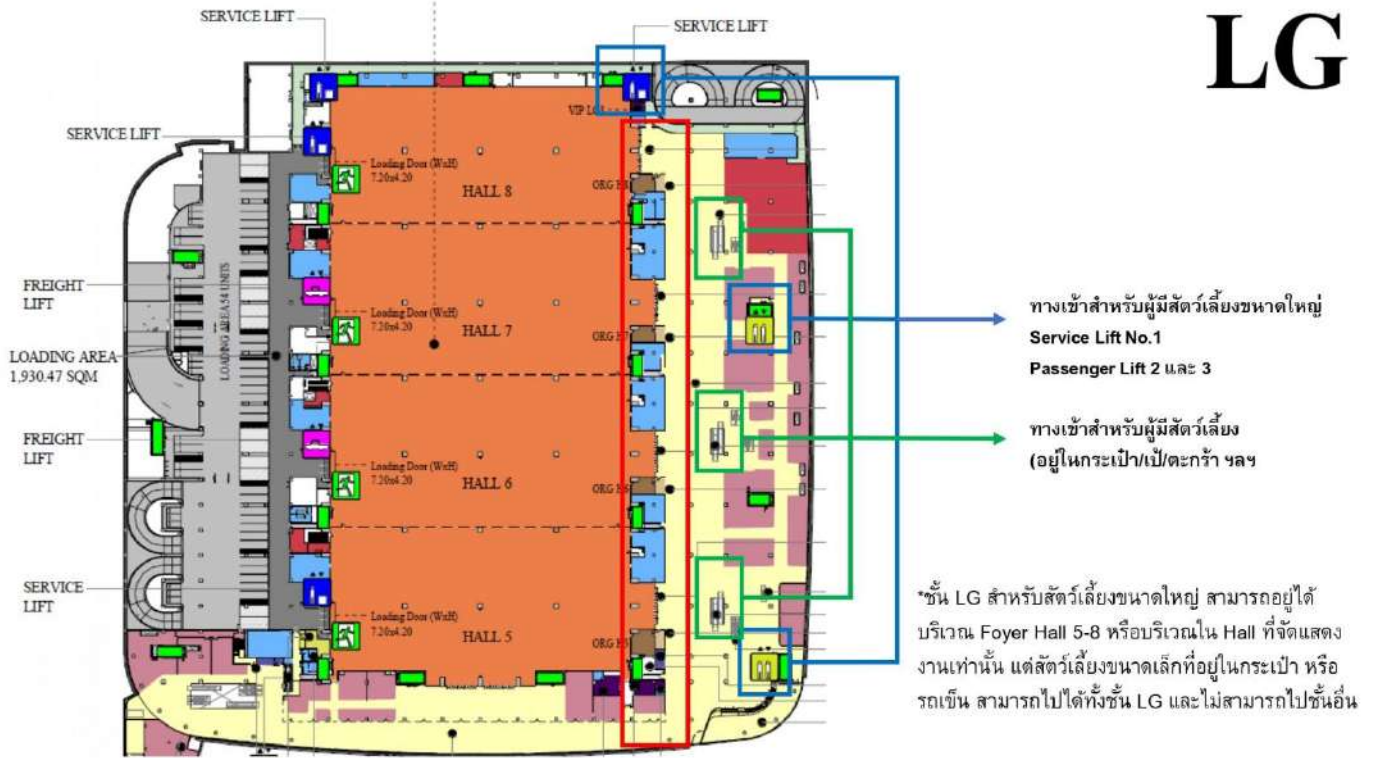 LG
SERVICE LIFT
SERVICE LIFT
VIP LG
SERVICE LIFT
Loading Door (WxH)
7.20x4.20
HALL 8
ORG H8
LOADING AREA 54 UNITS
FREIGHT
LIFT
Loading Door (WxH)
7.20x4.20
HALL 7
ORG H7
LOADING AREA
1,930.47 SQM
FREIGHT
LIFT
Loading Door (WxH)
7.20x4.20
HALL 6
ORG H6
SERVICE
LIFT
Loading Door (WxH)
7.20x4.20
HALL 5
ORG H5
ทางเข้าสำหรับผู้มีสัตว์เลี้ยงขนาดใหญ่
Service Lift No.1
Passenger Lift 2 และ 3
ทางเข้าสำหรับผู้มีสัตว์เลี้ยง
(อยู่ในกระเป๋า/เป้/ตะกร้า ฯลฯ
*ชั้น LG สำหรับสัตว์เลี้ยงขนาดใหญ่ สามารถอยู่ได้
บริเวณ Foyer Hall 5-8 หรือบริเวณใน Hall ที่จัดแสดง
งานเท่านั้น แต่สัตว์เลี้ยงขนาดเล็กที่อยู่ในกระเป๋า หรือ
รถเข็น สามารถไปได้ทั้งชั้น LG และไม่สามารถไปชั้นอื่น